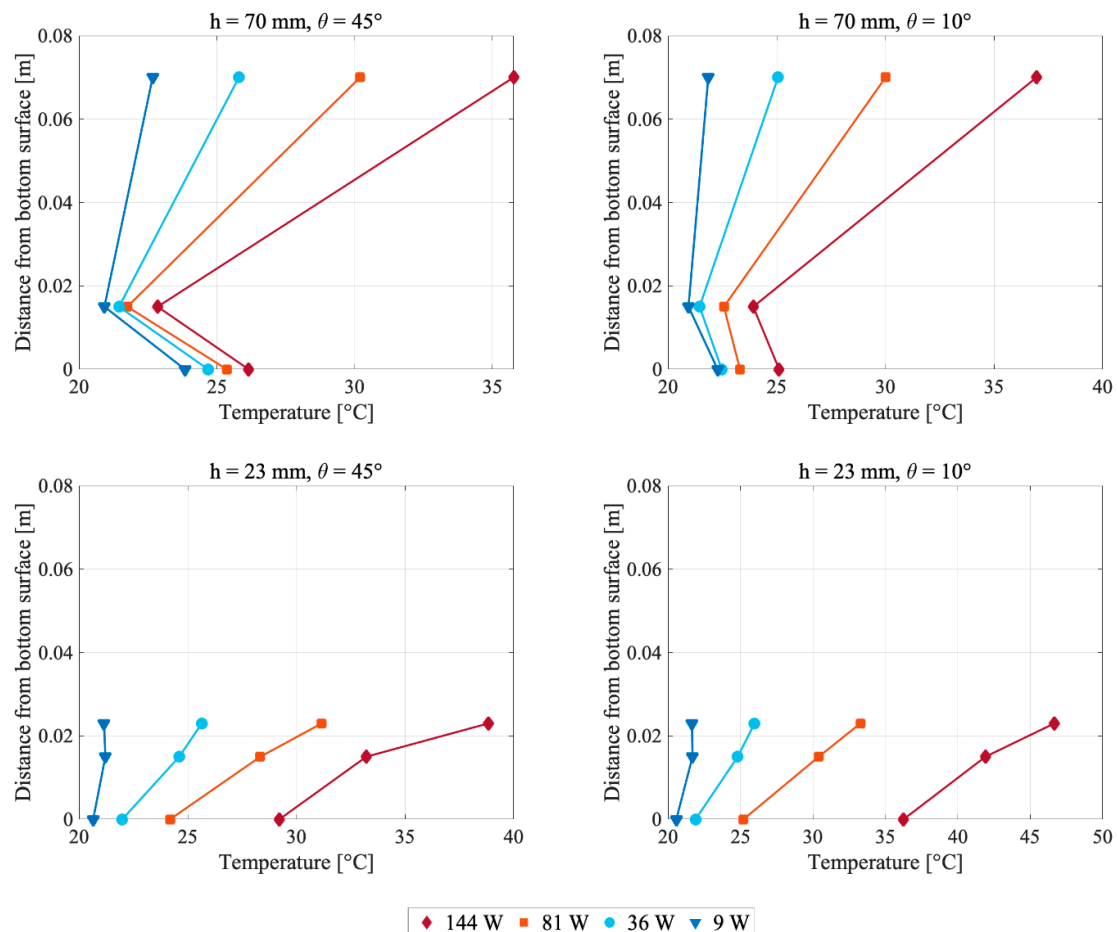 h = 70 mm, θ = 45°
0.08
0.06
0.04
0.02
0
Distance from bottom surface [m]
20 25 30 35
Temperature [°C]
h = 70 mm, θ = 10°
0.08
0.06
0.04
0.02
0
Distance from bottom surface [m]
20 25 30 35 40
Temperature [°C]
h = 23 mm, θ = 45°
0.08
0.06
0.04
0.02
0
Distance from bottom surface [m]
20 25 30 35 40
Temperature [°C]
h = 23 mm, θ = 10°
0.08
0.06
0.04
0.02
0
Distance from bottom surface [m]
20 25 30 35 40 45 50
Temperature [°C]
144 W 81 W 36 W 9 W